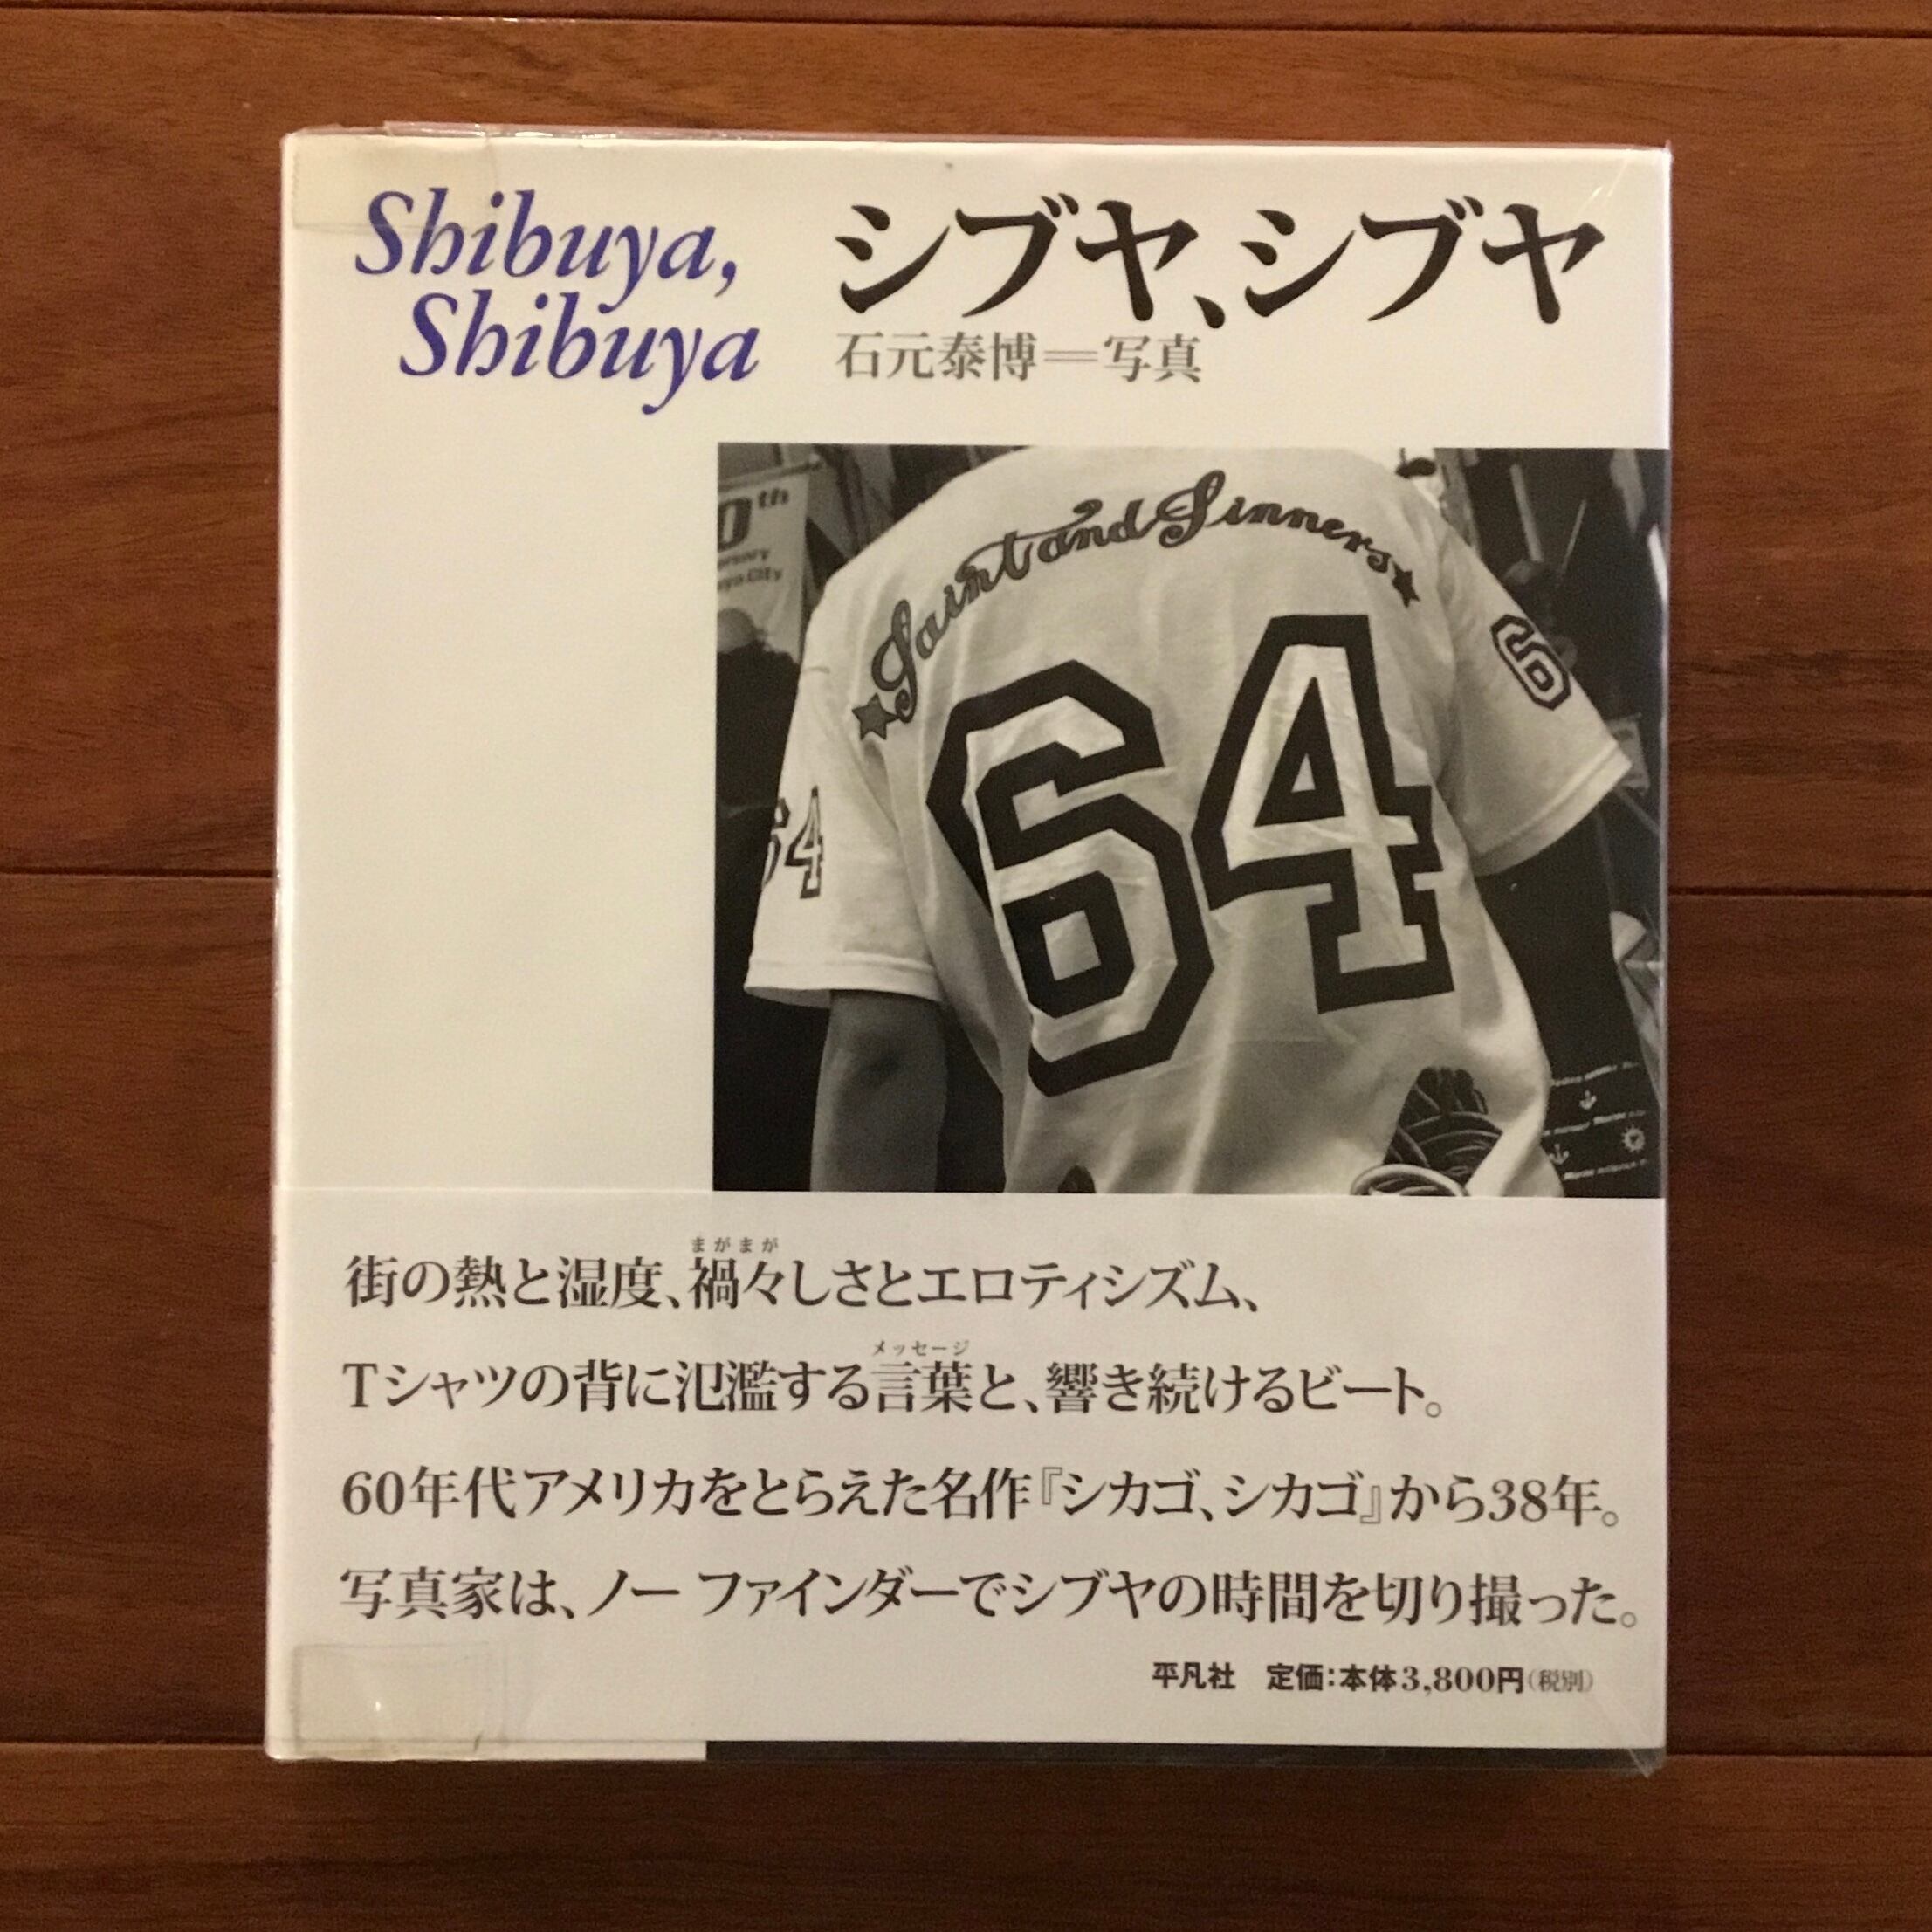 Shibuya,
Shibuya
シブヤ、シブヤ
石元泰博＝写真
0th
Saint and Sinners
64
6
64
まがまが
街の熱と湿度、禍々しさとエロティシズム、
メッセージ
Tシャツの背に氾濫する言葉と、響き続けるビート。
60年代アメリカをとらえた名作『シカゴ、シカゴ』から38年。
写真家は、ノー ファインダーでシブヤの時間を切り撮った。
平凡社 定価：本体3,800円（税別）